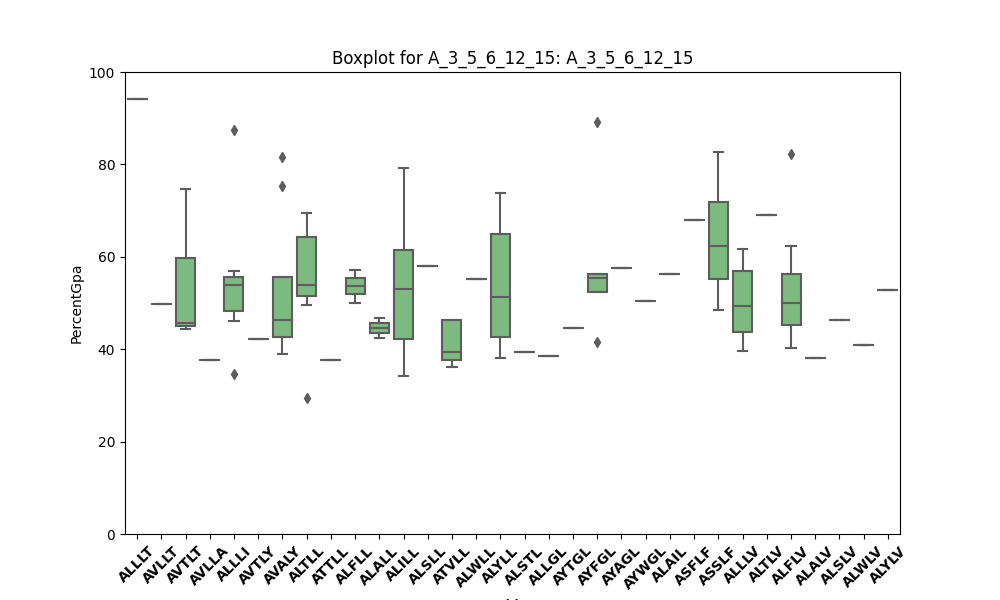 Boxplot for A_3_5_6_12_15: A_3_5_6_12_15
PercentGpa
100
80
60
40
20
0
ALLLT AVLLT AVTLT AVLLA ALLLI AVTLY AVALY ALTLL ATTLL ALFLL ALALL ALILL ALSLL ATVLL ALWLL ALYLL ALSTL ALLGL AYTGL AYFGL AYAGL AYWGL ALAIL ASFLF ASSLF ALLLV ALTLV ALFLV ALALV ALSLV ALWLV ALYLV